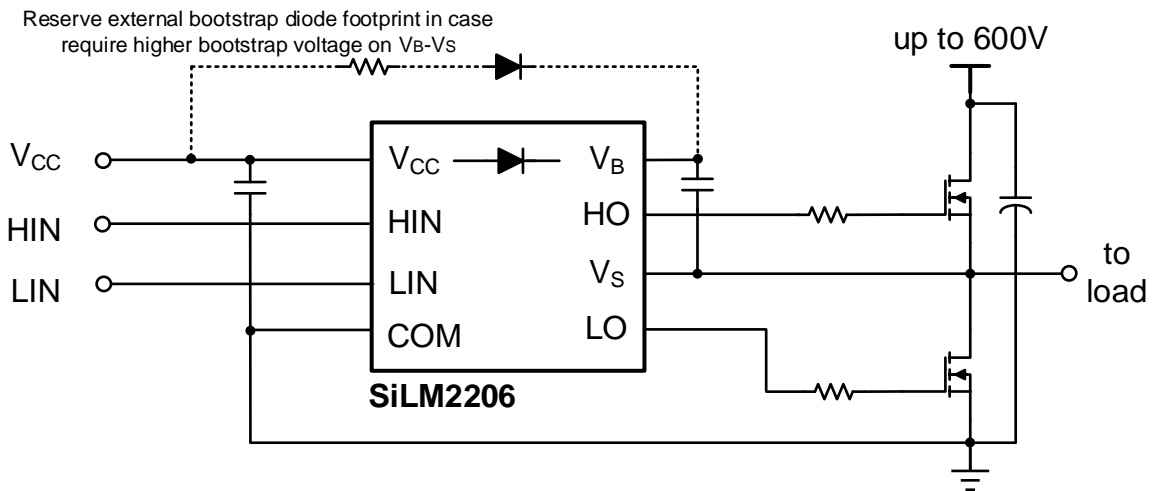 Reserve external bootstrap diode footprint in case
require higher bootstrap voltage on VB-VS
up to 600V
VCC
HIN
LIN
VCC
HIN
LIN
COM
VB
HO
VS
LO
to
load
SiLM2206